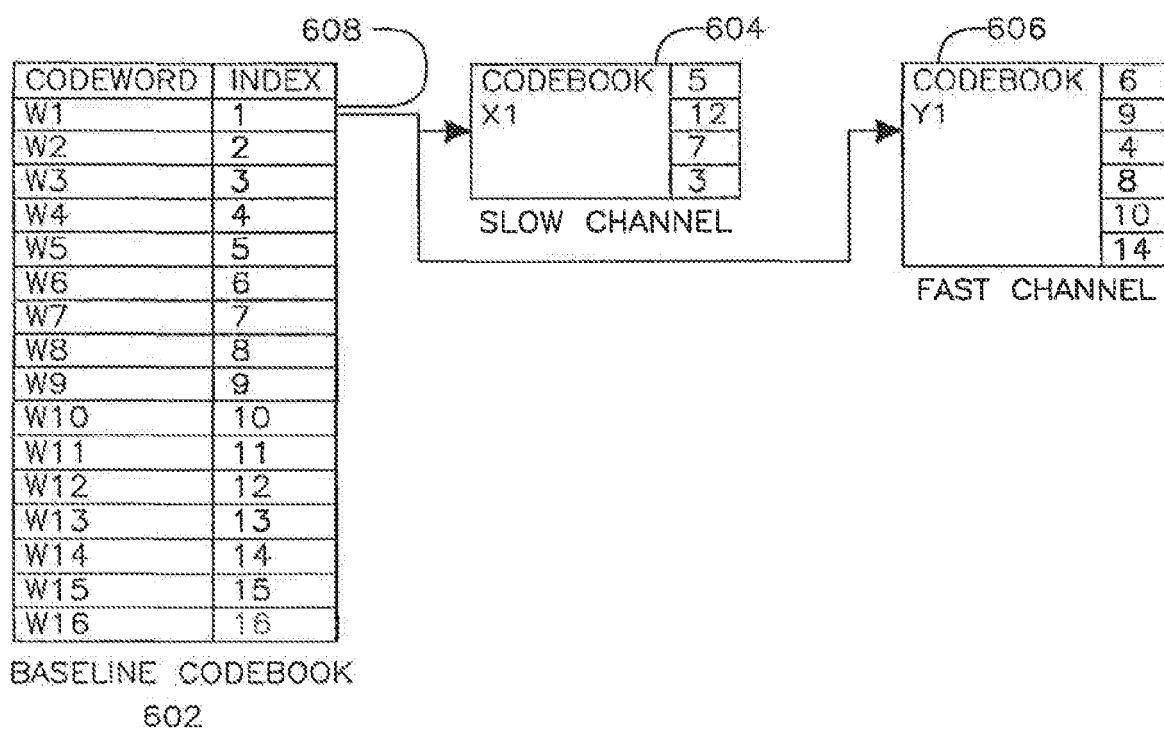 608
604
606
CODEWORD INDEX
W1 1
W2 2
W3 3
W4 4
W5 5
W6 6
W7 7
W8 8
W9 9
W10 10
W11 11
W12 12
W13 13
W14 14
W15 15
W16 16
BASELINE CODEBOOK
602
CODEBOOK 5
X1 12
7
3
SLOW CHANNEL
CODEBOOK 6
Y1 9
4
8
10
14
FAST CHANNEL